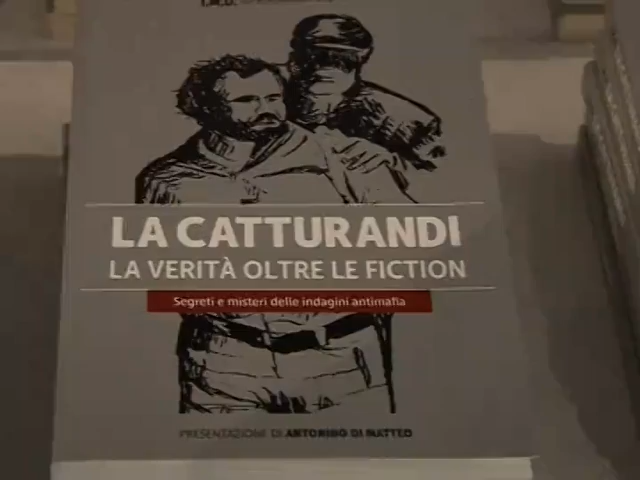 I.M.D.
LA CATTURANDI
LA VERITÀ OLTRE LE FICTION
Segreti e misteri delle indagini antimafia
PRESENTAZIONE DI ANTONINO DI MATTEO